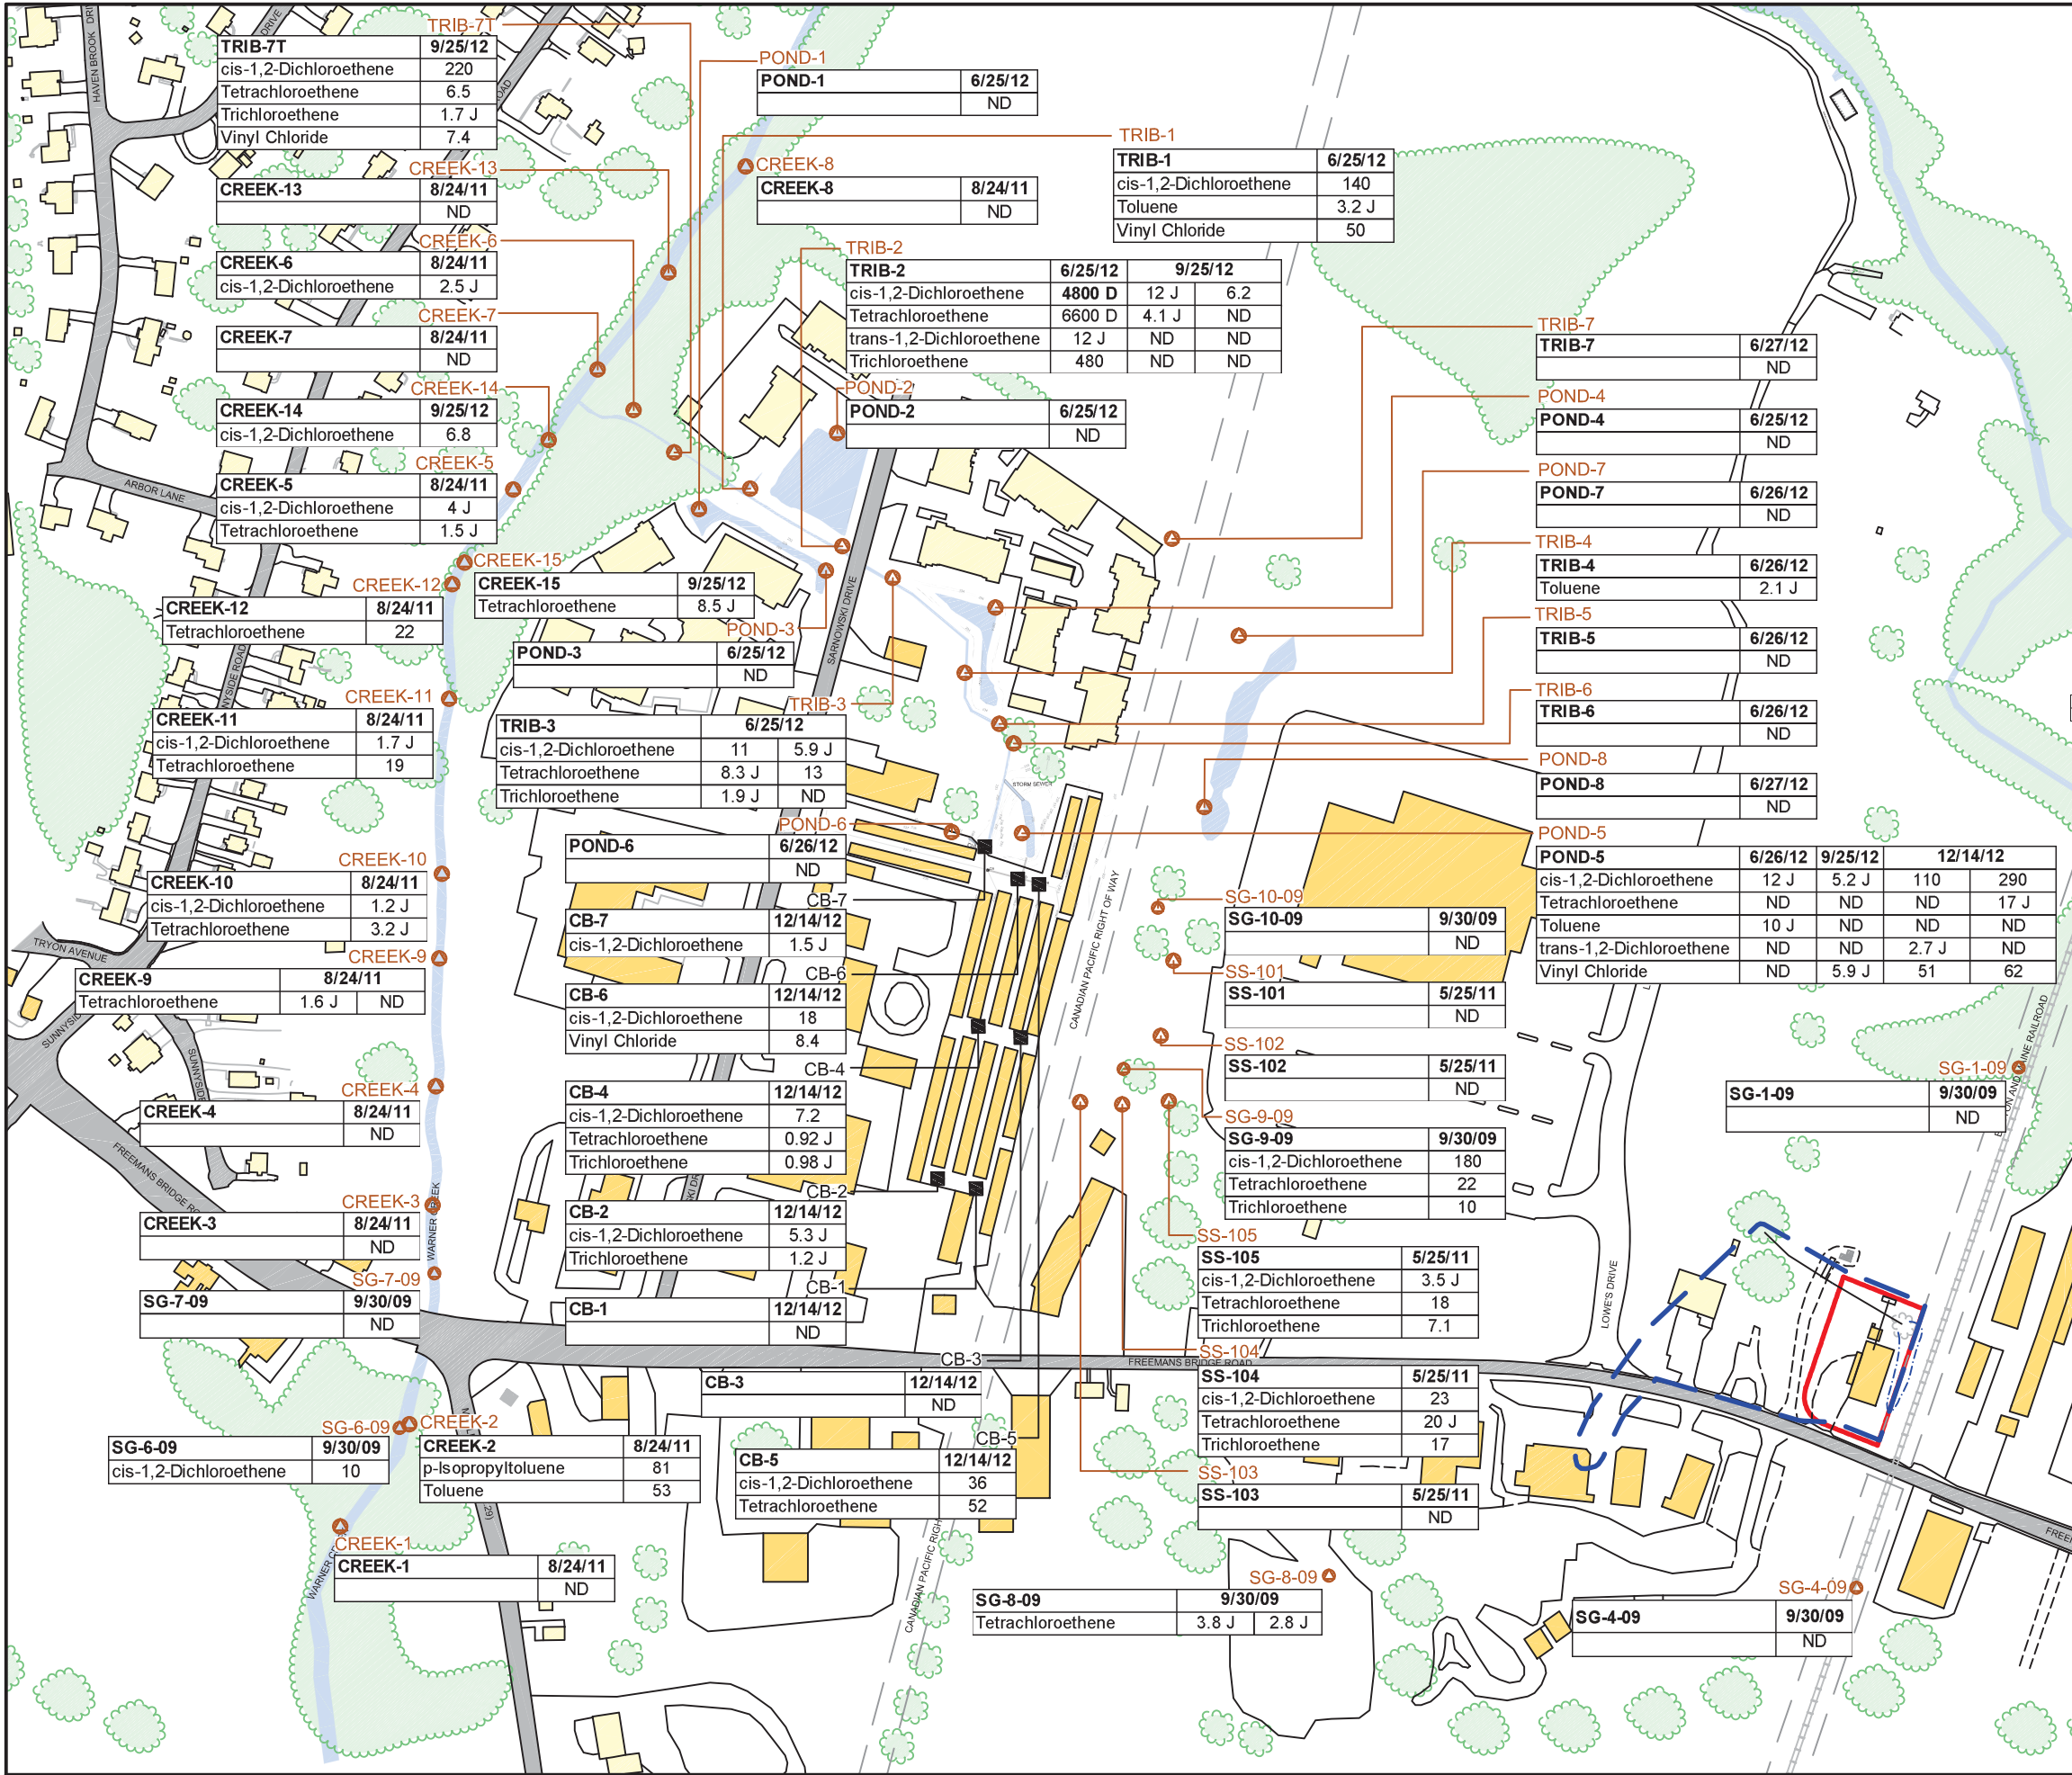 TRIB-7T
TRIB-7T 9/25/12
cis-1,2-Dichloroethene 220
Tetrachloroethene 6.5
Trichloroethene 1.7 J
Vinyl Chloride 7.4
POND-1
POND-1 6/25/12
ND
TRIB-1
TRIB-1 6/25/12
cis-1,2-Dichloroethene 140
Toluene 3.2 J
Vinyl Chloride 50
CREEK-13
CREEK-13 8/24/11
ND
CREEK-8
CREEK-8 8/24/11
ND
CREEK-6
CREEK-6 8/24/11
cis-1,2-Dichloroethene 2.5 J
TRIB-2
TRIB-2 6/25/12 9/25/12
cis-1,2-Dichloroethene 4800 D 12 J 6.2
Tetrachloroethene 6600 D 4.1 J ND
trans-1,2-Dichloroethene 12 J ND ND
Trichloroethene 480 ND ND
CREEK-7
CREEK-7 8/24/11
ND
TRIB-7
TRIB-7 6/27/12
ND
CREEK-14
CREEK-14 9/25/12
cis-1,2-Dichloroethene 6.8
POND-2
POND-2 6/25/12
ND
POND-4
POND-4 6/25/12
ND
CREEK-5
CREEK-5 8/24/11
cis-1,2-Dichloroethene 4 J
Tetrachloroethene 1.5 J
POND-7
POND-7 6/26/12
ND
TRIB-4
TRIB-4 6/26/12
Toluene 2.1 J
CREEK-15
CREEK-15 9/25/12
Tetrachloroethene 8.5 J
CREEK-12
CREEK-12 8/24/11
Tetrachloroethene 22
POND-3
POND-3 6/25/12
ND
TRIB-5
TRIB-5 6/26/12
ND
CREEK-11
CREEK-11 8/24/11
cis-1,2-Dichloroethene 1.7 J
Tetrachloroethene 19
TRIB-3
TRIB-3 6/25/12
cis-1,2-Dichloroethene 11 5.9 J
Tetrachloroethene 8.3 J 13
Trichloroethene 1.9 J ND
TRIB-6
TRIB-6 6/26/12
ND
POND-8
POND-8 6/27/12
ND
POND-6
POND-6 6/26/12
ND
POND-5
POND-5 6/26/12 9/25/12 12/14/12
cis-1,2-Dichloroethene 12 J 5.2 J 110 290
Tetrachloroethene ND ND ND 17 J
Toluene 10 J ND ND ND
trans-1,2-Dichloroethene ND ND 2.7 J ND
Vinyl Chloride ND 5.9 J 51 62
CREEK-10
CREEK-10 8/24/11
cis-1,2-Dichloroethene 1.2 J
Tetrachloroethene 3.2 J
CB-7
CB-7 12/14/12
cis-1,2-Dichloroethene 1.5 J
SG-10-09
SG-10-09 9/30/09
ND
CREEK-9
CREEK-9 8/24/11
Tetrachloroethene 1.6 J ND
CB-6
CB-6 12/14/12
cis-1,2-Dichloroethene 18
Vinyl Chloride 8.4
SS-101
SS-101 5/25/11
ND
SS-102
SS-102 5/25/11
ND
CB-4
CB-4 12/14/12
cis-1,2-Dichloroethene 7.2
Tetrachloroethene 0.92 J
Trichloroethene 0.98 J
CREEK-4
CREEK-4 8/24/11
ND
SG-1-09
SG-1-09 9/30/09
ND
SG-9-09
SG-9-09 9/30/09
cis-1,2-Dichloroethene 180
Tetrachloroethene 22
Trichloroethene 10
CREEK-3
CREEK-3 8/24/11
ND
CB-2
CB-2 12/14/12
cis-1,2-Dichloroethene 5.3 J
Trichloroethene 1.2 J
SS-105
SS-105 5/25/11
cis-1,2-Dichloroethene 3.5 J
Tetrachloroethene 18
Trichloroethene 7.1
SG-7-09
SG-7-09 9/30/09
ND
CB-1
CB-1 12/14/12
ND
CB-3
CB-3 12/14/12
ND
SS-104
SS-104 5/25/11
cis-1,2-Dichloroethene 23
Tetrachloroethene 20 J
Trichloroethene 17
SG-6-09
SG-6-09 9/30/09
cis-1,2-Dichloroethene 10
CREEK-2
CREEK-2 8/24/11
p-Isopropyltoluene 81
Toluene 53
CB-5
CB-5 12/14/12
cis-1,2-Dichloroethene 36
Tetrachloroethene 52
SS-103
SS-103 5/25/11
ND
CREEK-1
CREEK-1 8/24/11
ND
SG-8-09
SG-8-09 9/30/09
Tetrachloroethene 3.8 J 2.8 J
SG-4-09
SG-4-09 9/30/09
ND
HAVEN BROOK
DRIVE
ARBOR LANE
SARNOWSKI DRIVE
STORM SEWER
CANADIAN PACIFIC RIGHT OF WAY
TRYON AVENUE
FREEMANS BRIDGE
WARNER CREEK
FREEMANS BRIDGE ROAD
LOWE'S DRIVE
CANADIAN PACIFIC
WARNER